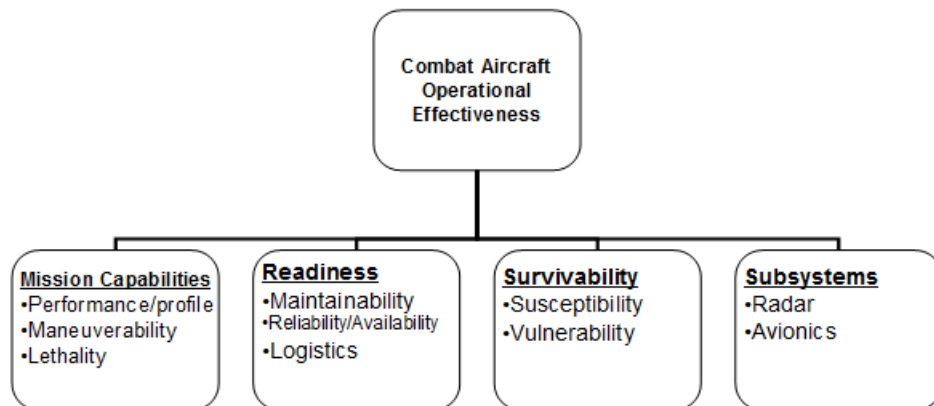 Combat Aircraft
Operational
Effectiveness
Mission Capabilities
•Performance/profile
•Maneuverability
•Lethality
Readiness
•Maintainability
•Reliability/Availability
•Logistics
Survivability
•Susceptibility
•Vulnerability
Subsystems
•Radar
•Avionics